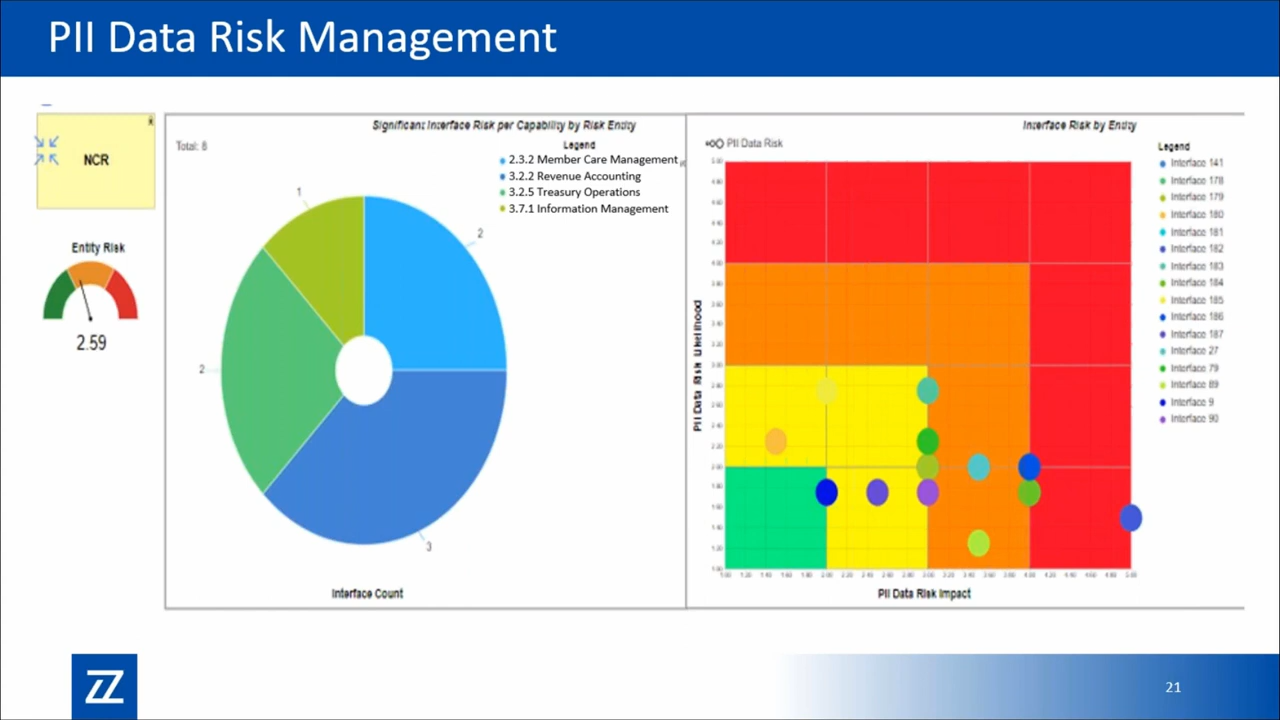 PII Data Risk Management
NCR
Entity Risk
2.59
Significant Interface Risk per Capability by Risk Entity
Total: 8
Legend
2.3.2 Member Care Management
3.2.2 Revenue Accounting
3.2.5 Treasury Operations
3.7.1 Information Management
1
2
2
3
Interface Count
Interface Risk by Entity
PII Data Risk
Legend
Interface 141
Interface 178
Interface 179
Interface 180
Interface 181
Interface 182
Interface 183
Interface 184
Interface 185
Interface 186
Interface 187
Interface 27
Interface 79
Interface 89
Interface 9
Interface 90
PII Data Risk Likelihood
PII Data Risk Impact
21